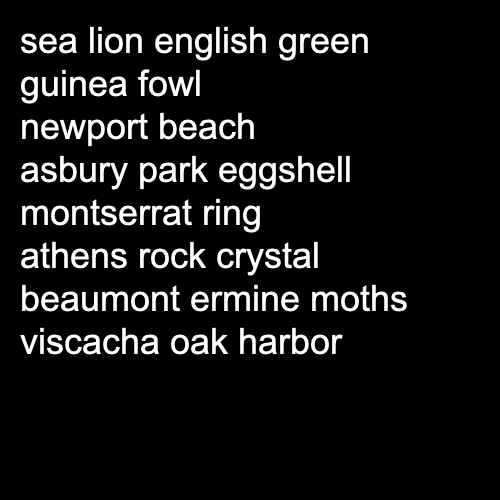 sea lion english green
guinea fowl
newport beach
asbury park eggshell
montserrat ring
athens rock crystal
beaumont ermine moths
viscacha oak harbor